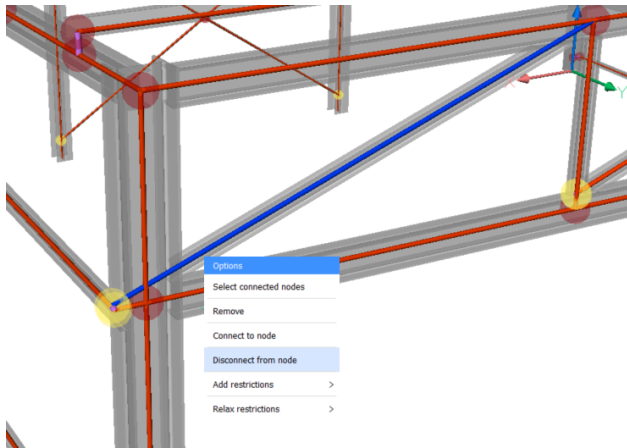 Y
Options
Select connected nodes
Remove
Connect to node
Disconnect from node
Add restrictions >
Relax restrictions >